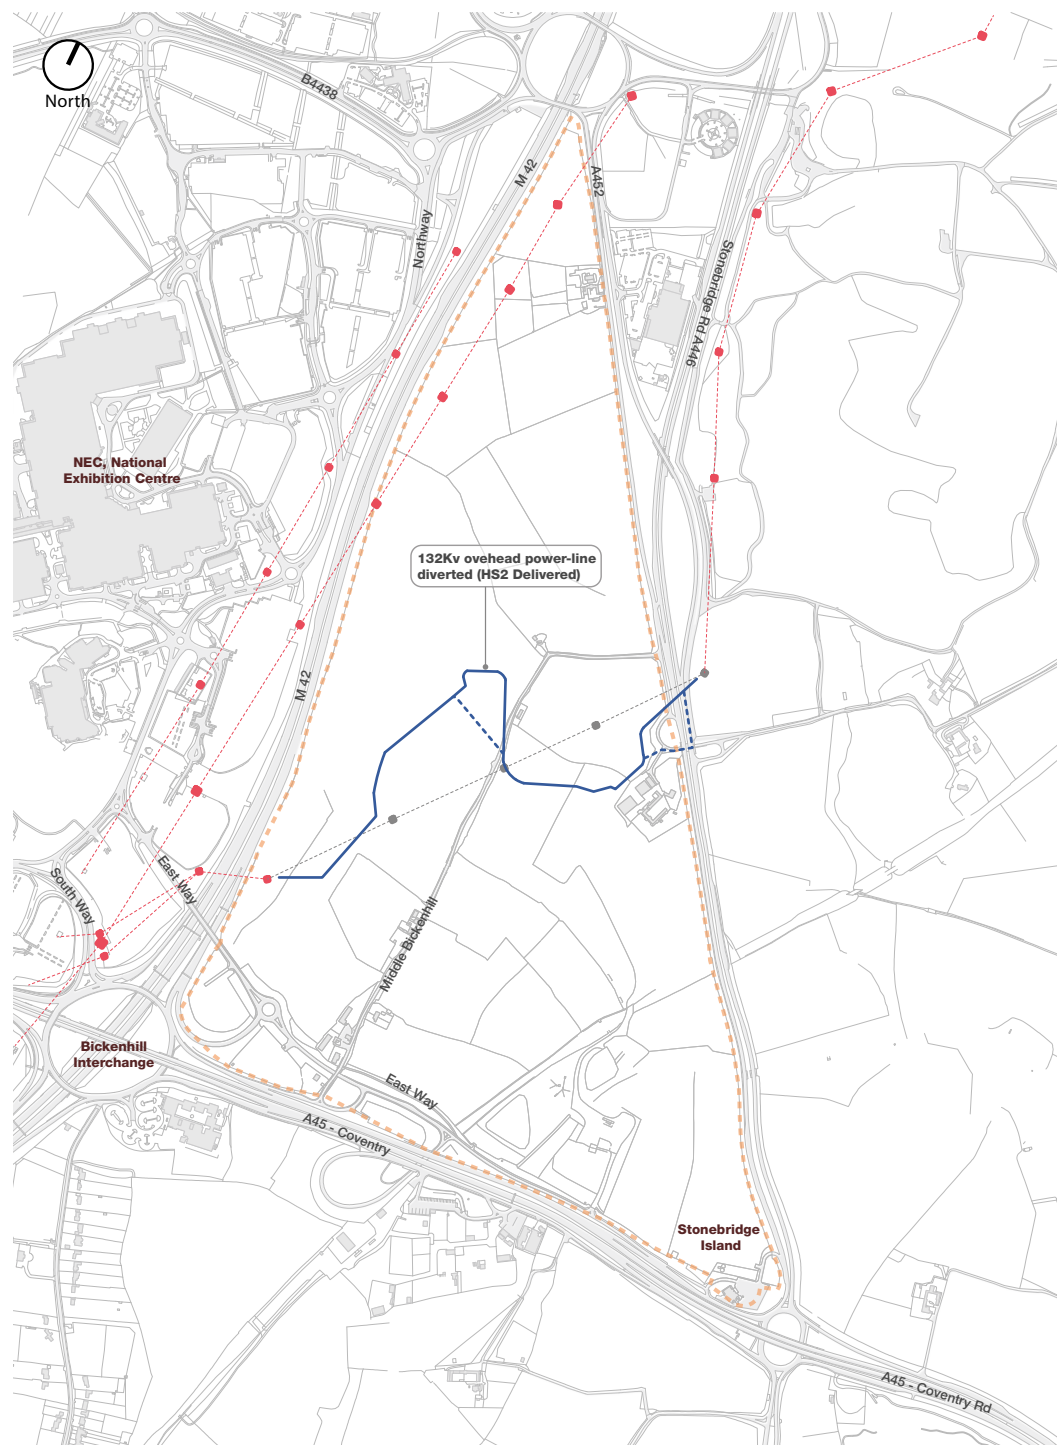 North
B4438
M 42
A452
Northway
Stonebridge Rd A446
NEC, National
Exhibition Centre
132Kv ovehead power-line
diverted (HS2 Delivered)
M 42
East Way
South Way
Middle Bickenhill
Bickenhill
Interchange
East Way
A45 - Coventry
Stonebridge
Island
A45 - Coventry Rd